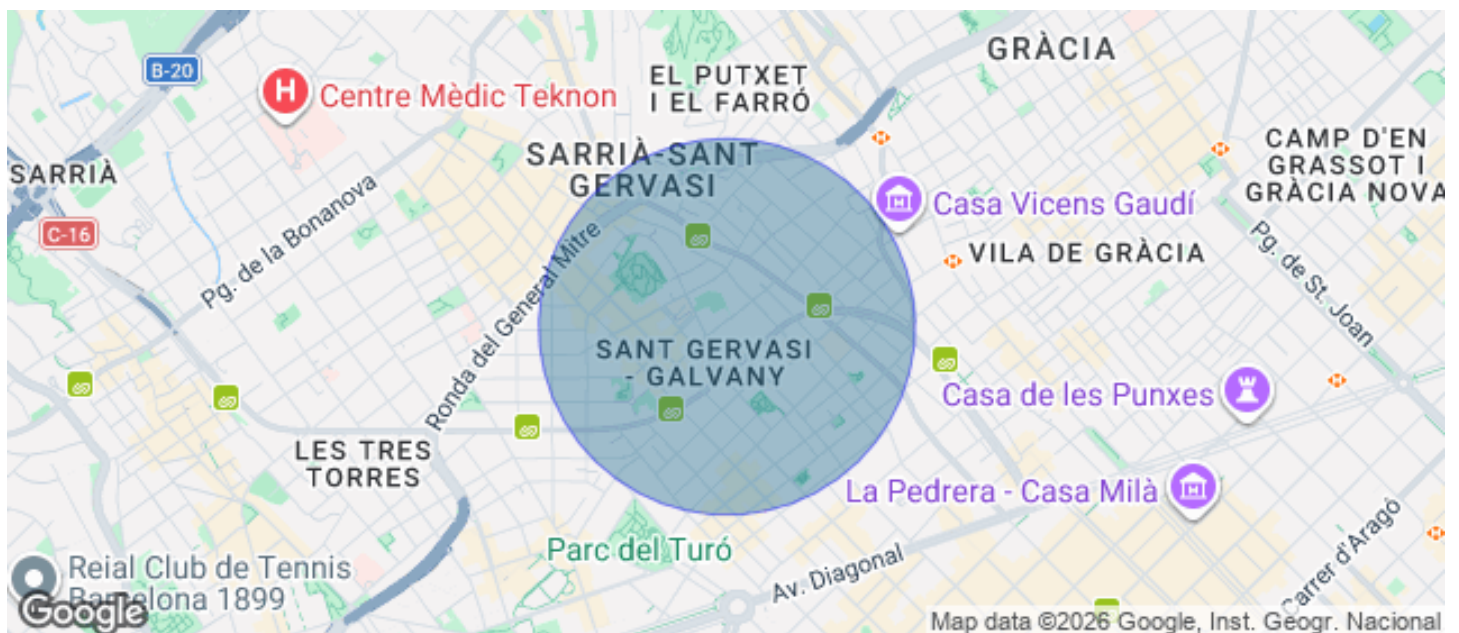 GRÀCIA
B-20
EL PUTXET
I EL FARRÓ
H
Centre Mèdic Teknon
CAMP D'EN
GRASSOT I
GRÀCIA NOVA
SARRIÀ-SANT
GERVASI
SARRIÀ
Casa Vicens Gaudí
C-16
Pg. de la Bonanova
Ronda del General Mitre
VILA DE GRÀCIA
Pg. de St. Joan
SANT GERVASI
- GALVANY
Casa de les Punxes
LES TRES
TORRES
La Pedrera - Casa Milà
Parc del Turó
Av. Diagonal
Carrer d'Aragó
Reial Club de Tennis
Barcelona 1899
Google
Map data ©2026 Google, Inst. Geogr. Nacional